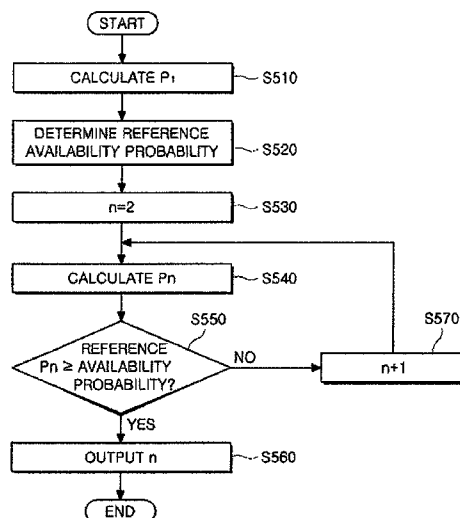 START
CALCULATE P1
S510
DETERMINE REFERENCE
AVAILABILITY PROBABILITY
S520
n=2
S530
CALCULATE Pn
S540
S550
REFERENCE
Pn ≥ AVAILABILITY
PROBABILITY?
NO
S570
n+1
YES
OUTPUT n
S560
END